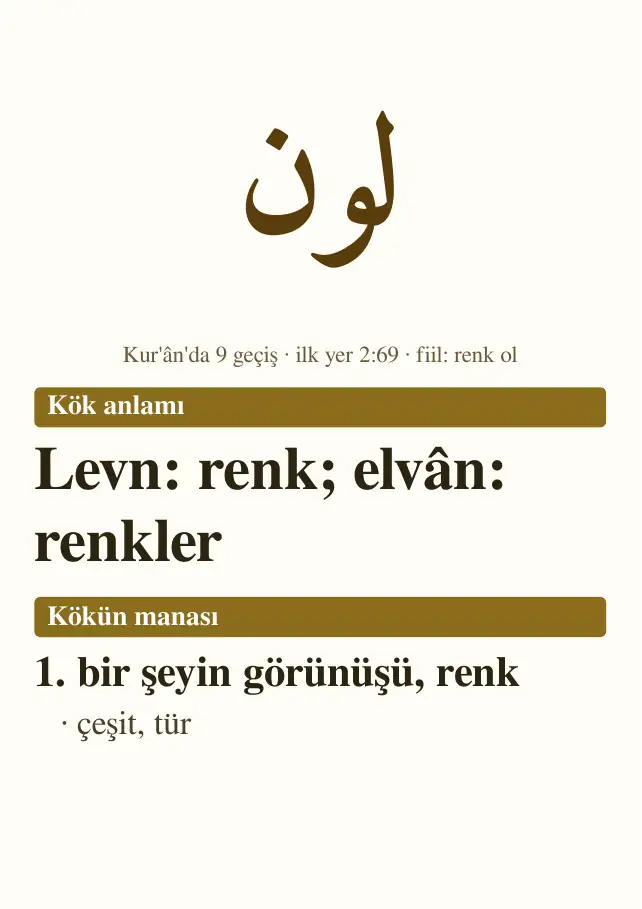 لون
Kur'ân'da 9 geçiş · ilk yer 2:69 · fiil: renk ol
Kök anlamı
Levn: renk; elvân:
renkler
Kökün manası
1. bir şeyin görünüşü, renk
· çeşit, tür